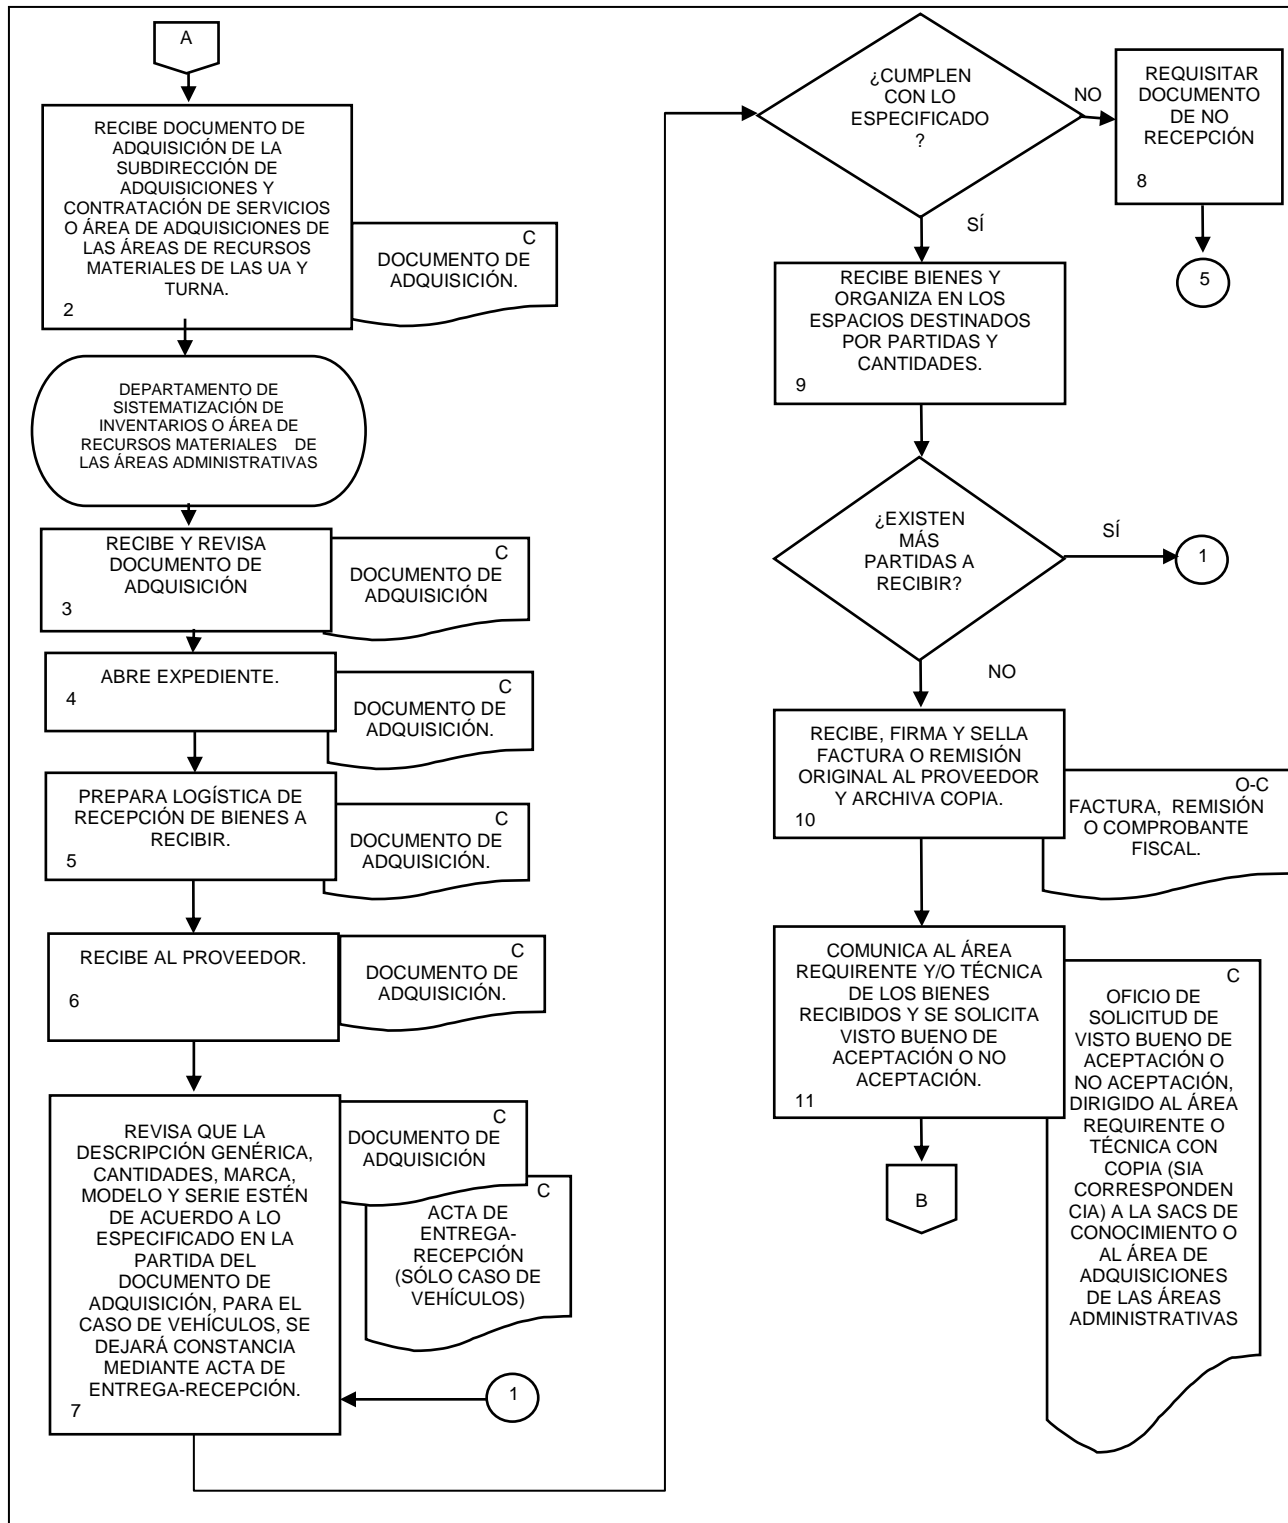 A
RECIBE DOCUMENTO DE
ADQUISICIÓN DE LA
SUBDIRECCIÓN DE
ADQUISICIONES Y
CONTRATACIÓN DE SERVICIOS
O ÁREA DE ADQUISICIONES DE
LAS ÁREAS DE RECURSOS
MATERIALES DE LAS UA Y
TURNA.
2
C
DOCUMENTO DE
ADQUISICIÓN.
DEPARTAMENTO DE
SISTEMATIZACIÓN DE
INVENTARIOS O ÁREA DE
RECURSOS MATERIALES DE
LAS ÁREAS ADMINISTRATIVAS
RECIBE Y REVISA
DOCUMENTO DE
ADQUISICIÓN
3
C
DOCUMENTO DE
ADQUISICIÓN
ABRE EXPEDIENTE.
4
C
DOCUMENTO DE
ADQUISICIÓN.
PREPARA LOGÍSTICA DE
RECEPCIÓN DE BIENES A
RECIBIR.
5
C
DOCUMENTO DE
ADQUISICIÓN.
RECIBE AL PROVEEDOR.
6
C
DOCUMENTO DE
ADQUISICIÓN.
REVISA QUE LA
DESCRIPCIÓN GENÉRICA,
CANTIDADES, MARCA,
MODELO Y SERIE ESTÉN
DE ACUERDO A LO
ESPECIFICADO EN LA
PARTIDA DEL
DOCUMENTO DE
ADQUISICIÓN, PARA EL
CASO DE VEHÍCULOS, SE
DEJARÁ CONSTANCIA
MEDIANTE ACTA DE
ENTREGA-RECEPCIÓN.
7
C
DOCUMENTO DE
ADQUISICIÓN
C
ACTA DE
ENTREGA-
RECEPCIÓN
(SÓLO CASO DE
VEHÍCULOS)
1
¿CUMPLEN
CON LO
ESPECIFICADO
?
NO
REQUISITAR
DOCUMENTO
DE NO
RECEPCIÓN
8
5
SÍ
RECIBE BIENES Y
ORGANIZA EN LOS
ESPACIOS DESTINADOS
POR PARTIDAS Y
CANTIDADES.
9
¿EXISTEN
MÁS
PARTIDAS A
RECIBIR?
SÍ
1
NO
RECIBE, FIRMA Y SELLA
FACTURA O REMISIÓN
ORIGINAL AL PROVEEDOR
Y ARCHIVA COPIA.
10
O-C
FACTURA, REMISIÓN
O COMPROBANTE
FISCAL.
COMUNICA AL ÁREA
REQUIRENTE Y/O TÉCNICA
DE LOS BIENES
RECIBIDOS Y SE SOLICITA
VISTO BUENO DE
ACEPTACIÓN O NO
ACEPTACIÓN.
11
C
OFICIO DE
SOLICITUD DE
VISTO BUENO DE
ACEPTACIÓN O
NO ACEPTACIÓN,
DIRIGIDO AL ÁREA
REQUIRENTE O
TÉCNICA CON
COPIA (SIA
CORRESPONDEN
CIA) A LA SACS DE
CONOCIMIENTO O
AL ÁREA DE
ADQUISICIONES
DE LAS ÁREAS
ADMINISTRATIVAS
B